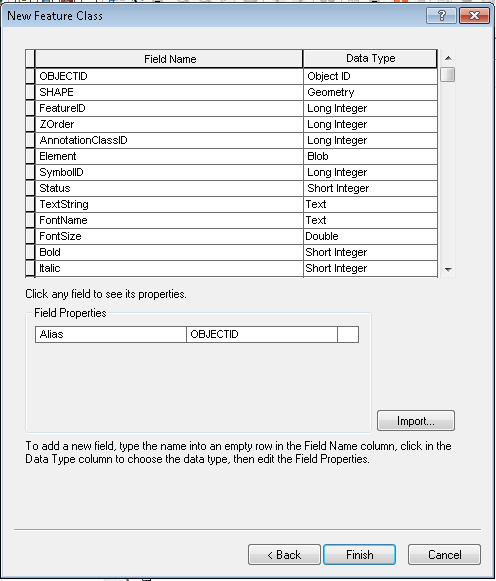 New Feature Class
Field Name Data Type
OBJECTID Object ID
SHAPE Geometry
FeatureID Long Integer
ZOrder Long Integer
AnnotationClassID Long Integer
Element Blob
SymbolID Long Integer
Status Short Integer
TextString Text
FontName Text
FontSize Double
Bold Short Integer
Italic Short Integer
Click any field to see its properties.
Field Properties
Alias OBJECTID
Import...
To add a new field, type the name into an empty row in the Field Name column, click in the
Data Type column to choose the data type, then edit the Field Properties.
< Back Finish Cancel